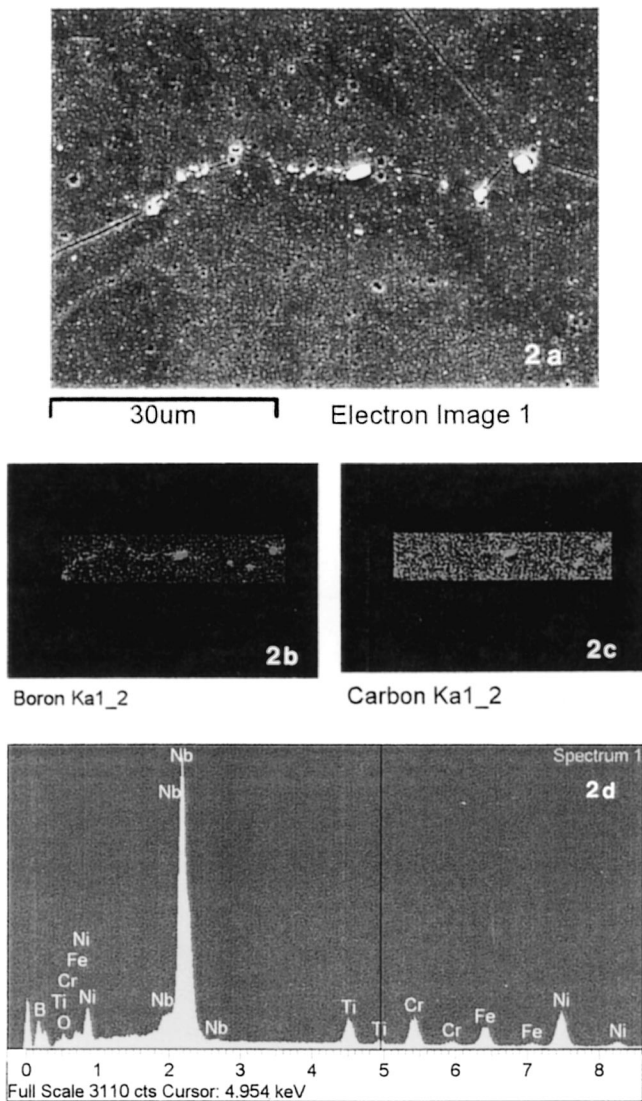 2a
30um Electron Image 1
2b
2c
Boron Ka1_2 Carbon Ka1_2
Nb
Spectrum 1
2d
Nb
Ni
Fe
Cr
Ti Ni
B O Nb Nb Ti Ti Cr Cr Fe Fe Ni Ni
0 1 2 3 4 5 6 7 8
Full Scale 3110 cts Cursor: 4.954 keV